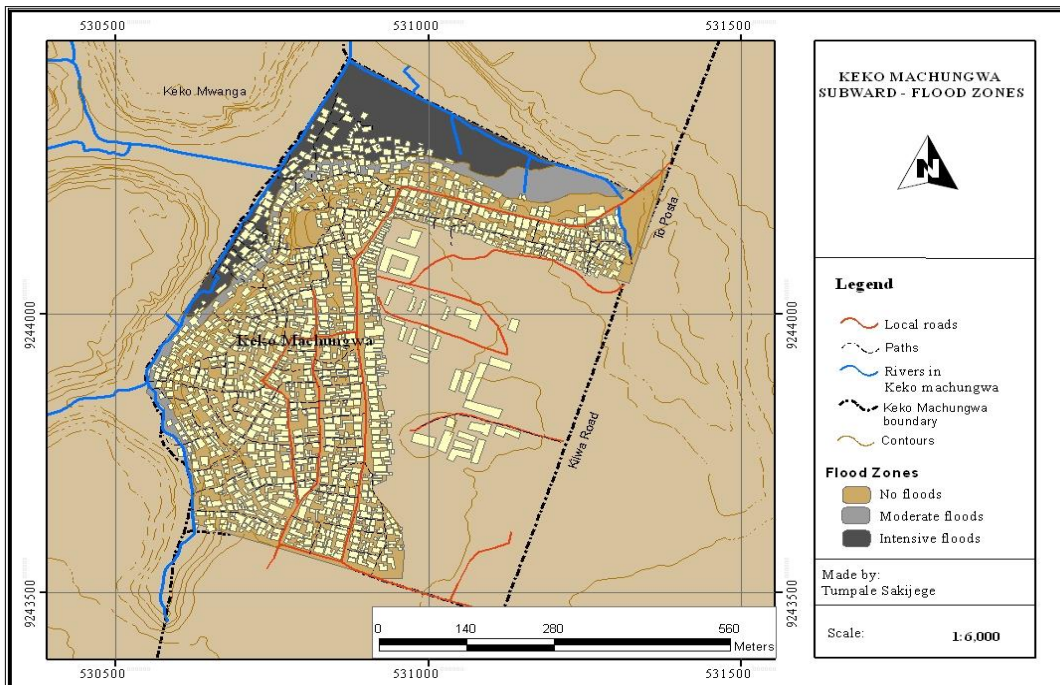 530500
531000
531500
Keko Mwanga
To Posta
9244000
9244000
Keko Machungwa
Kilwa Road
9243500
9243500
0 140 280 560
Meters
530500
531000
531500
KEKO MACHUNGWA
SUBWARD - FLOOD ZONES
N
Legend
Local roads
Paths
Rivers in
Keko machungwa
Keko Machungwa
boundary
Contours
Flood Zones
No floods
Moderate floods
Intensive floods
Made by:
Tumpale Sakijege
Scale: 1:6,000